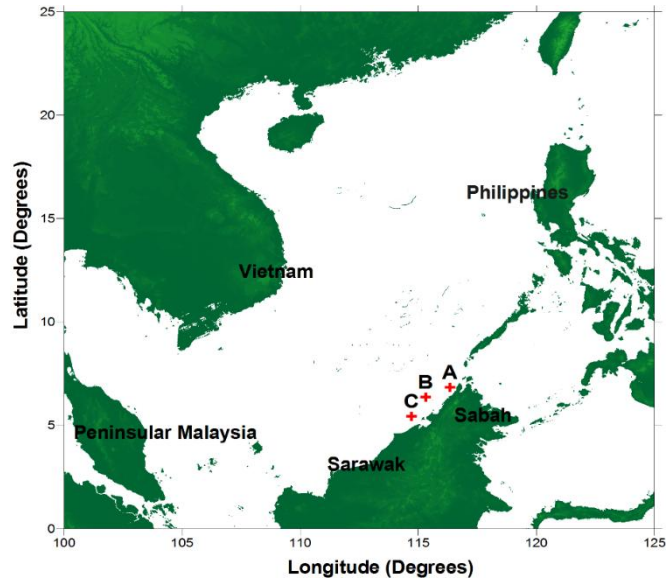 25
20
Philippines
15
Latitude (Degrees)
Vietnam
10
A
B
C
Sabah
5
Peninsular Malaysia
Sarawak
0
100
105
110
115
120
125
Longitude (Degrees)